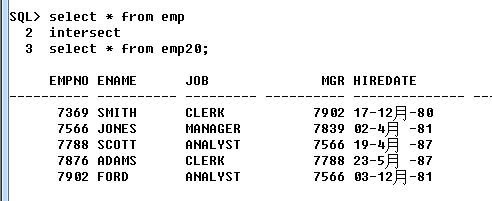 SQL> select * from emp
2 intersect
3 select * from emp20;
EMPNO ENAME JOB MGR HIREDATE
---------- ---------- --------- ---------- -------------- --
7369 SMITH CLERK 7902 17-12月-80
7566 JONES MANAGER 7839 02-4月 -81
7788 SCOTT ANALYST 7566 19-4月 -87
7876 ADAMS CLERK 7788 23-5月 -87
7902 FORD ANALYST 7566 03-12月-81